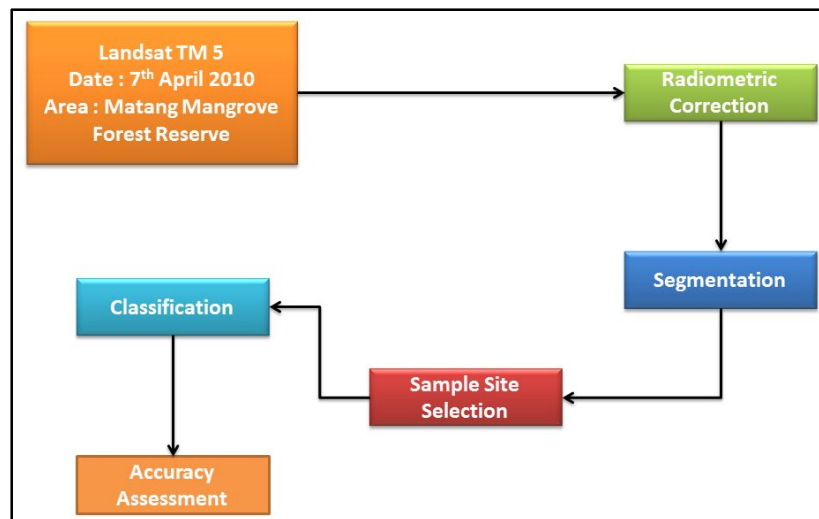 Landsat TM 5
Date : 7th April 2010
Area : Matang Mangrove
Forest Reserve
Radiometric
Correction
Segmentation
Sample Site
Selection
Classification
Accuracy
Assessment